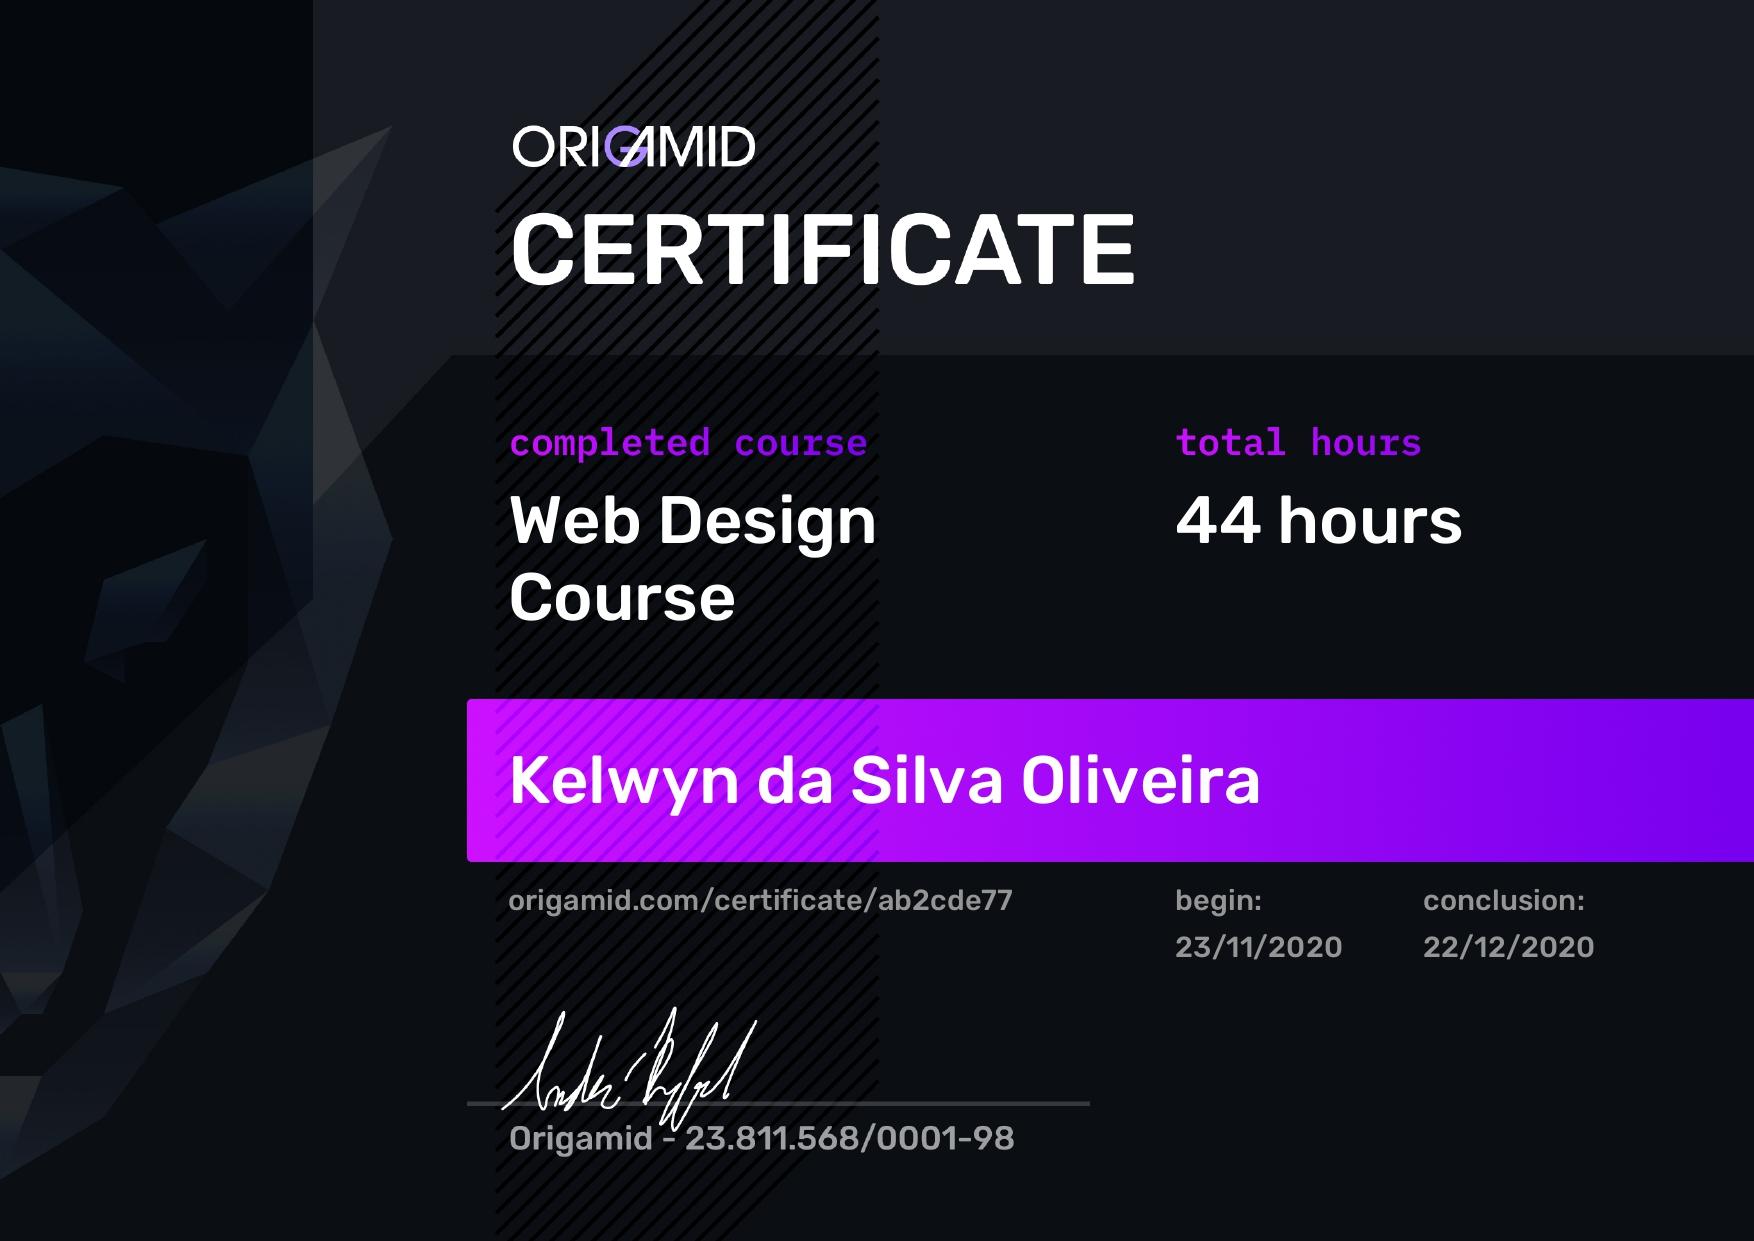 ORIGAMID
CERTIFICATE
completed course
Web Design
Course
total hours
44 hours
Kelwyn da Silva Oliveira
origamid.com/certificate/ab2cde77
begin:
23/11/2020
conclusion:
22/12/2020
Origamid - 23.811.568/0001-98